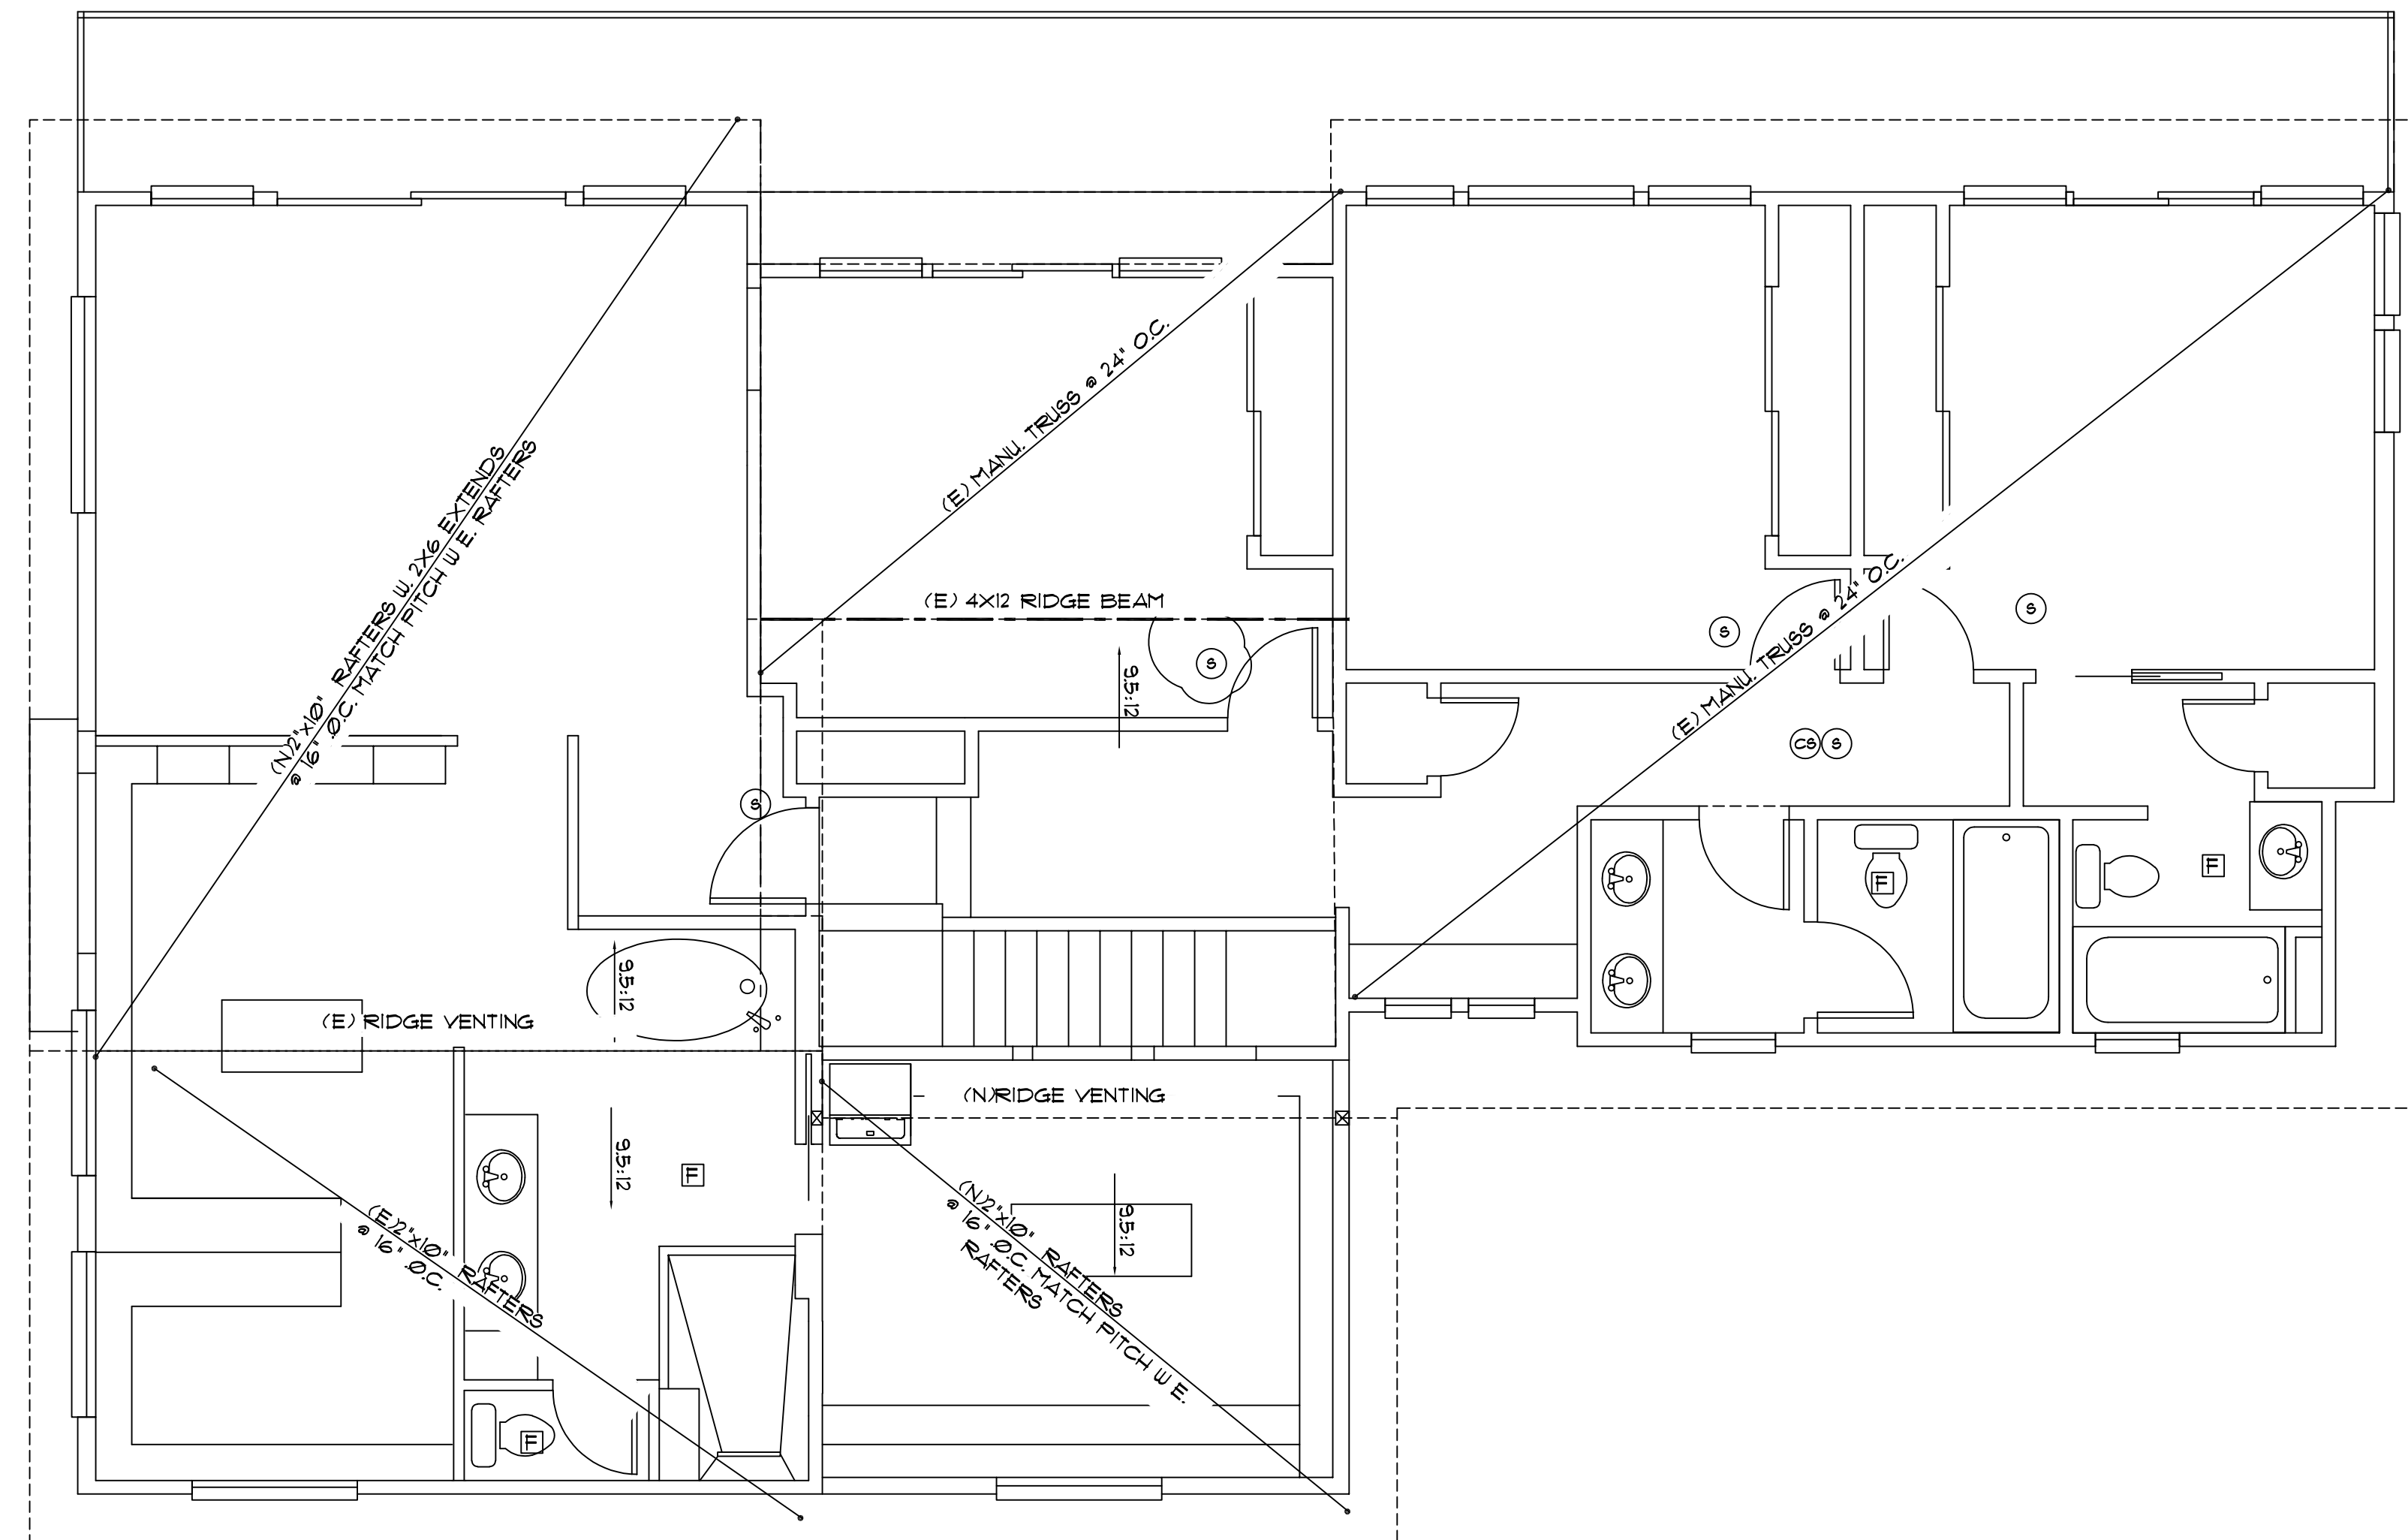 (E) MANU. TRUSS @ 24" O.C.
(N)2"x10" RAFTERS W. 2X6 EXTENDS
@ 16" O.C. MATCH PITCH W E. RAFTERS
(E) 4X12 RIDGE BEAM
S
S
S
9.5:12
(E) MANU. TRUSS @ 24" O.C.
CS
S
S
F
F
9.5:12
(E) RIDGE VENTING
(N)RIDGE VENTING
9.5:12
F
(E)2"x10" RAFTERS
@ 16" O.C.
(N)2"x10" RAFTERS
@ 16" O.C. MATCH PITCH W E.
RAFTERS
9.5:12
F